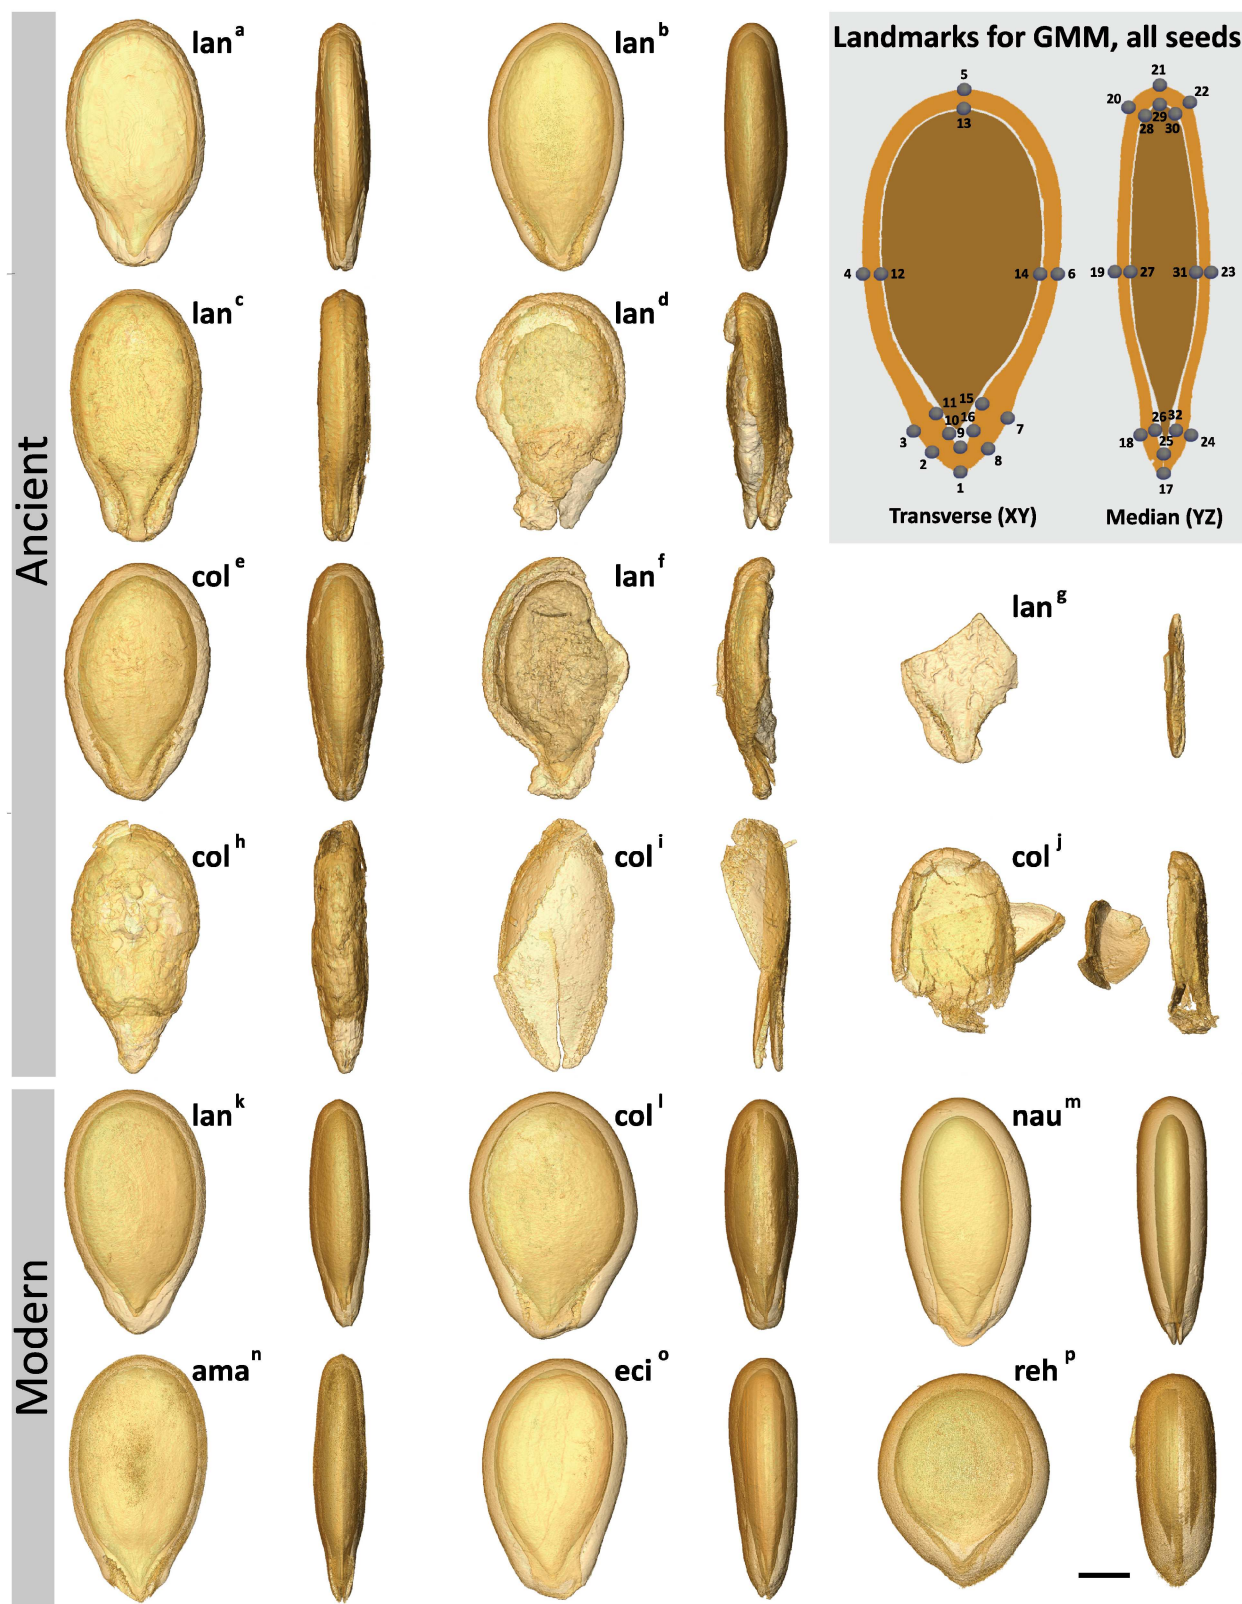 Ancient
Modern
lan a
lan b
lan c
lan d
col e
lan f
lan g
col h
col i
col j
lan k
col l
nau m
ama n
eci o
reh p
Landmarks for GMM, all seeds
5
13
4
12
14
6
11
15
10
16
9
3
7
2
8
1
Transverse (XY)
21
20
22
28
29
30
19
27
31
23
26
32
18
25
24
17
Median (YZ)